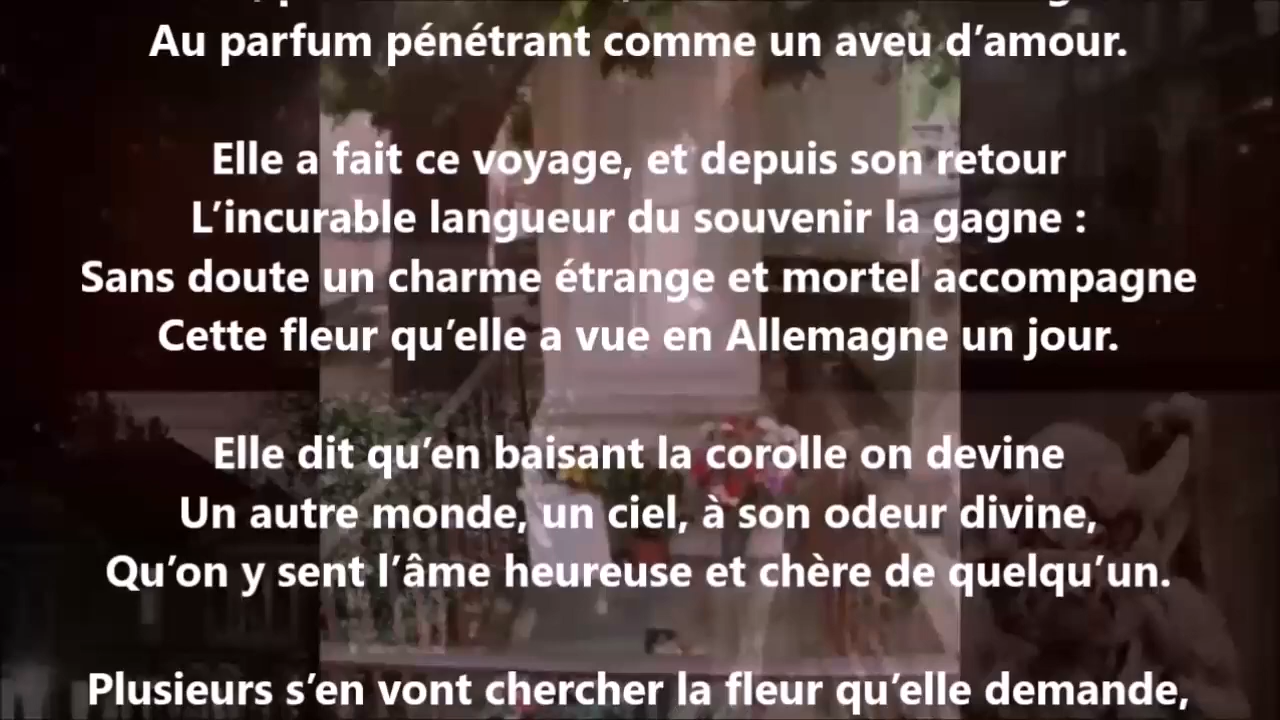 Au parfum pénétrant comme un aveu d’amour.
Elle a fait ce voyage, et depuis son retour
L’incurable langueur du souvenir la gagne :
Sans doute un charme étrange et mortel accompagne
Cette fleur qu’elle a vue en Allemagne un jour.
Elle dit qu’en baisant la corolle on devine
Un autre monde, un ciel, à son odeur divine,
Qu’on y sent l’âme heureuse et chère de quelqu’un.
Plusieurs s’en vont chercher la fleur qu’elle demande,